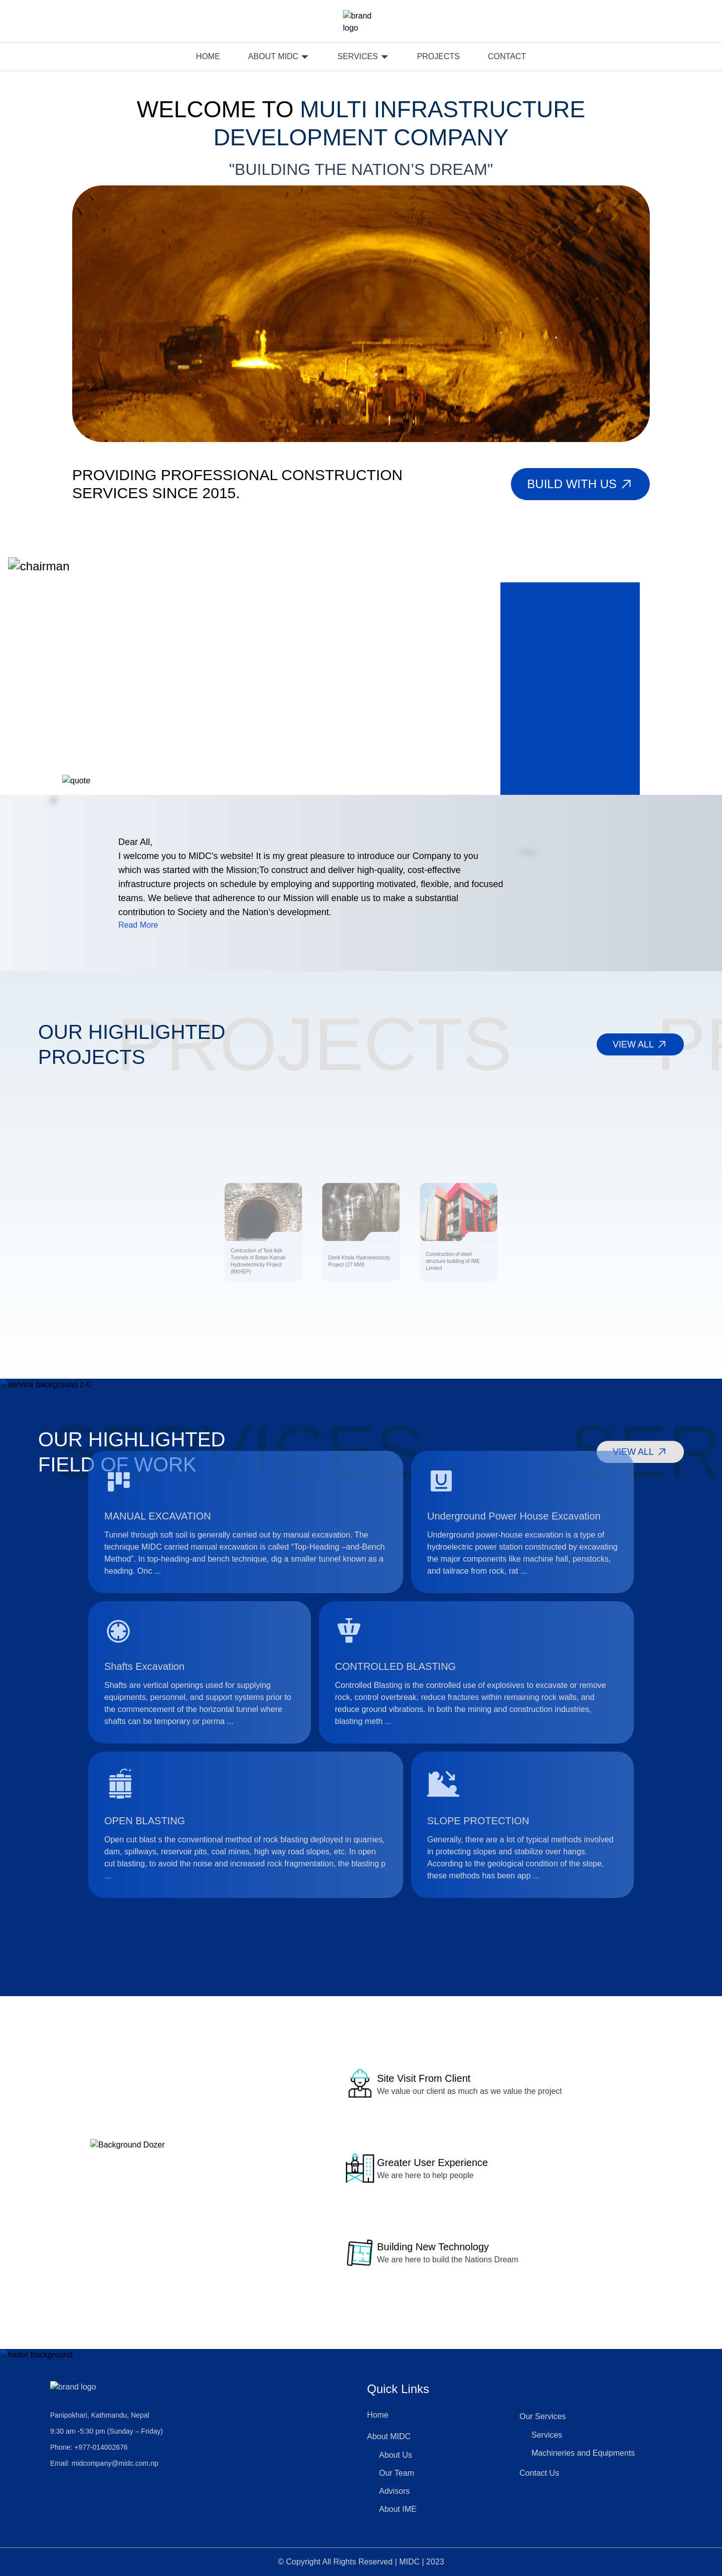 brand
logo
HOME
ABOUT MIDC
SERVICES
PROJECTS
CONTACT
WELCOME TO MULTI INFRASTRUCTURE
DEVELOPMENT COMPANY
"BUILDING THE NATION’S DREAM"
PROVIDING PROFESSIONAL CONSTRUCTION
SERVICES SINCE 2015.
BUILD WITH US
chairman
quote
Dear All,
I welcome you to MIDC’s website! It is my great pleasure to introduce our Company to you
which was started with the Mission;To construct and deliver high-quality, cost-effective
infrastructure projects on schedule by employing and supporting motivated, flexible, and focused
teams. We believe that adherence to our Mission will enable us to make a substantial
contribution to Society and the Nation’s development.
Read More
PROJECTS
PR
OUR HIGHLIGHTED
PROJECTS
VIEW ALL
Contruction of Test Adit
Tunnels of Betan Karnali
Hydroelectricity Project
(BKHEP)
Dordi Khola Hydroelectricity
Project (27 MW)
Construction of steel
structure building of IME
Limited
service background z-0
SERVICES
SER
OUR HIGHLIGHTED
FIELD OF WORK
VIEW ALL
MANUAL EXCAVATION
Tunnel through soft soil is generally carried out by manual excavation. The
technique MIDC carried manual excavation is called “Top-Heading –and-Bench
Method”. In top-heading-and bench technique, dig a smaller tunnel known as a
heading. Onc ...
Underground Power House Excavation
Underground power-house excavation is a type of
hydroelectric power station constructed by excavating
the major components like machine hall, penstocks,
and tailrace from rock, rat ...
Shafts Excavation
Shafts are vertical openings used for supplying
equipments, personnel, and support systems prior to
the commencement of the horizontal tunnel where
shafts can be temporary or perma ...
CONTROLLED BLASTING
Controlled Blasting is the controlled use of explosives to excavate or remove
rock, control overbreak, reduce fractures within remaining rock walls, and
reduce ground vibrations. In both the mining and construction industries,
blasting meth ...
OPEN BLASTING
Open cut blast s the conventional method of rock blasting deployed in quarries,
dam, spillways, reservoir pits, coal mines, high way road slopes, etc. In open
cut blasting, to avoid the noise and increased rock fragmentation, the blasting p
...
SLOPE PROTECTION
Generally, there are a lot of typical methods involved
in protecting slopes and stabilize over hangs.
According to the geological condition of the slope,
these methods has been app ...
Background Dozer
Site Visit From Client
We value our client as much as we value the project
Greater User Experience
We are here to help people
Building New Technology
We are here to build the Nations Dream
footer background
brand logo
Panipokhari, Kathmandu, Nepal
9:30 am -5:30 pm (Sunday – Friday)
Phone: +977-014002676
Email: midcompany@midc.com.np
Quick Links
Home
About MIDC
About Us
Our Team
Advisors
About IME
Our Services
Services
Machineries and Equipments
Contact Us
© Copyright All Rights Reserved | MIDC | 2023